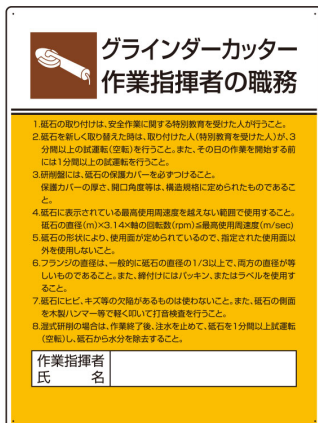 グラインダーカッター
作業指揮者の職務
1.砥石の取り付けは、安全作業に関する特別教育を受けた人が行うこと。
2.砥石を新しく取り替えた時は、取り付けた人(特別教育を受けた人)が、3
分間以上の試運転(空転)を行うこと。また、その日の作業を開始する前
には1分間以上の試運転を行うこと。
3.研削盤には、砥石の保護カバーを必ずつけること。
保護カバーの厚さ、開口角度等は、構造規格に定められたものであるこ
と。
4.砥石に表示されている最高使用周速度を越えない範囲で使用すること。
砥石の直径(m)×3.14×軸の回転数(rpm)≦最高使用周速度(m/sec)
5.砥石の形状により、使用面が定められているので、指定された使用面以
外を使用しないこと。
6.フランジの直径は、一般的に砥石の直径の1/3以上で、両方の直径が等
しいものであること。また、締付けにはパッキン、またはラベルを使用す
ること。
7.砥石にヒビ、キズ等の欠陥があるものは使わないこと。また、砥石の側面
を木製ハンマー等で軽く叩いて打音検査を行うこと。
8.湿式研削の場合は、作業終了後、注水を止めて、砥石を1分間以上試運転
(空転)し、砥石から水分を除去すること。
作業指揮者
氏 名